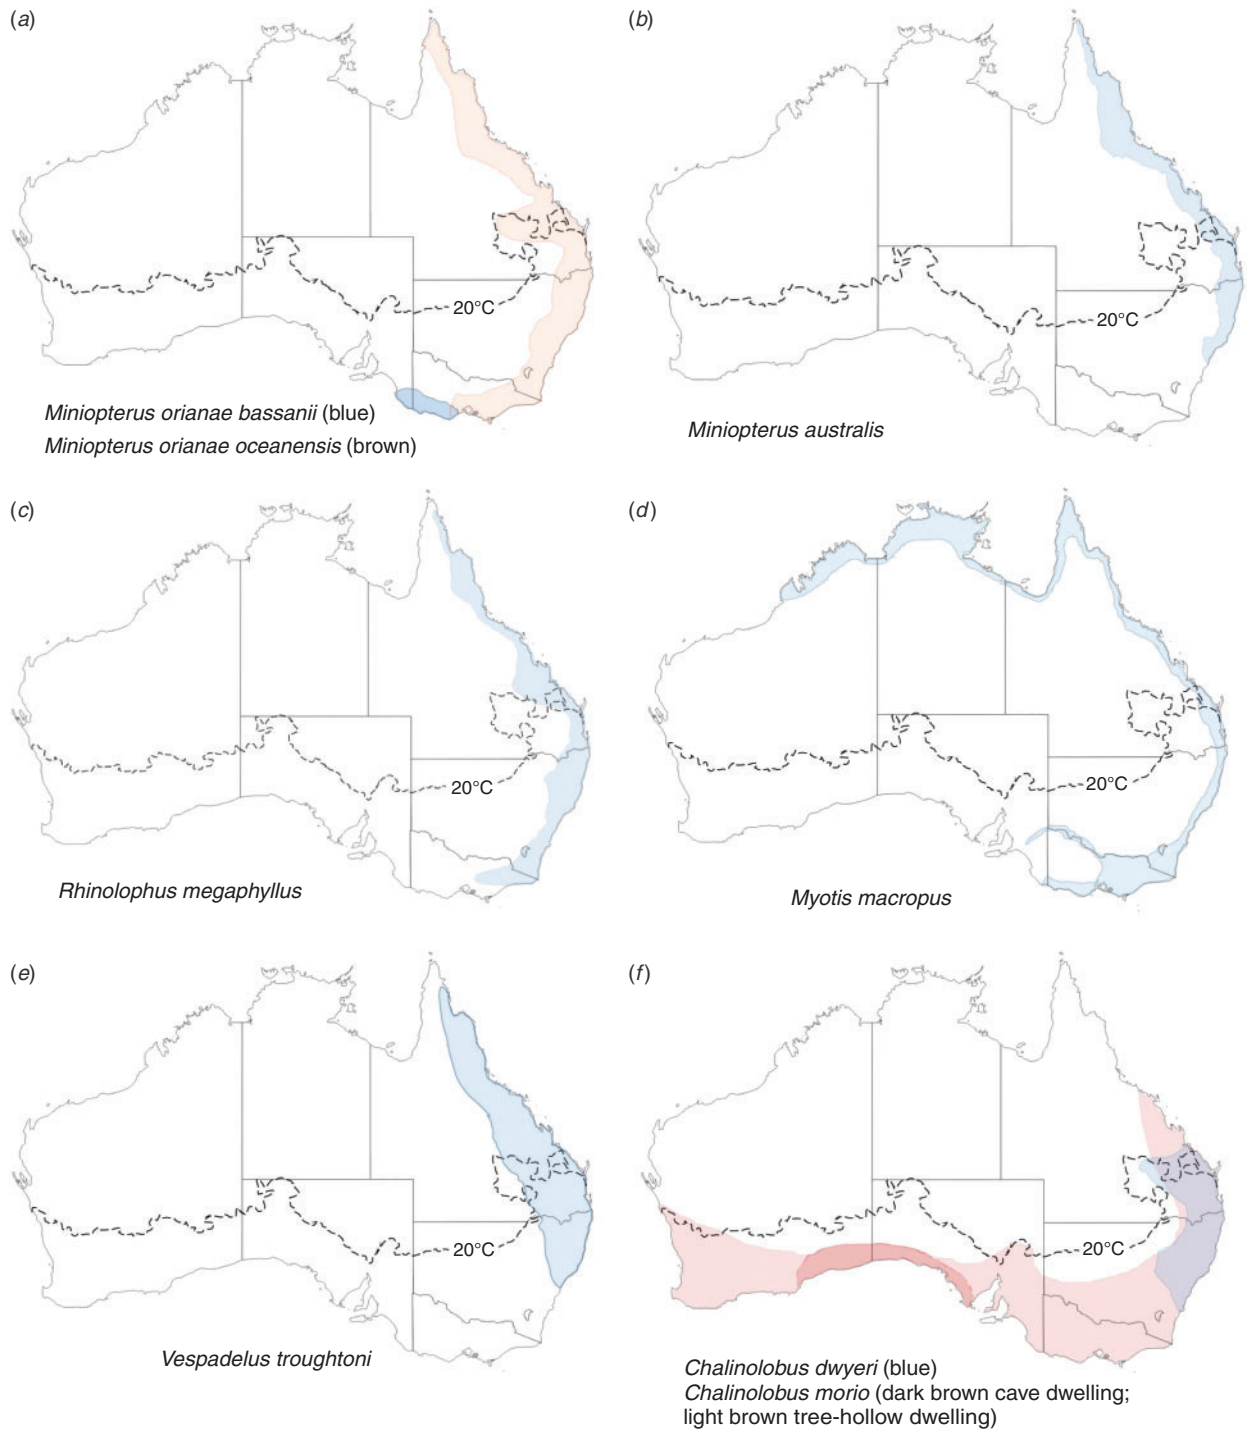 (a)
(b)
20°C
20°C
Miniopterus orianae bassanii (blue)
Miniopterus orianae oceanensis (brown)
Miniopterus australis
(c)
(d)
20°C
20°C
Rhinolophus megaphyllus
Myotis macropus
(e)
(f)
20°C
20°C
Vespadelus troughtoni
Chalinolobus dwyeri (blue)
Chalinolobus morio (dark brown cave dwelling;
light brown tree-hollow dwelling)